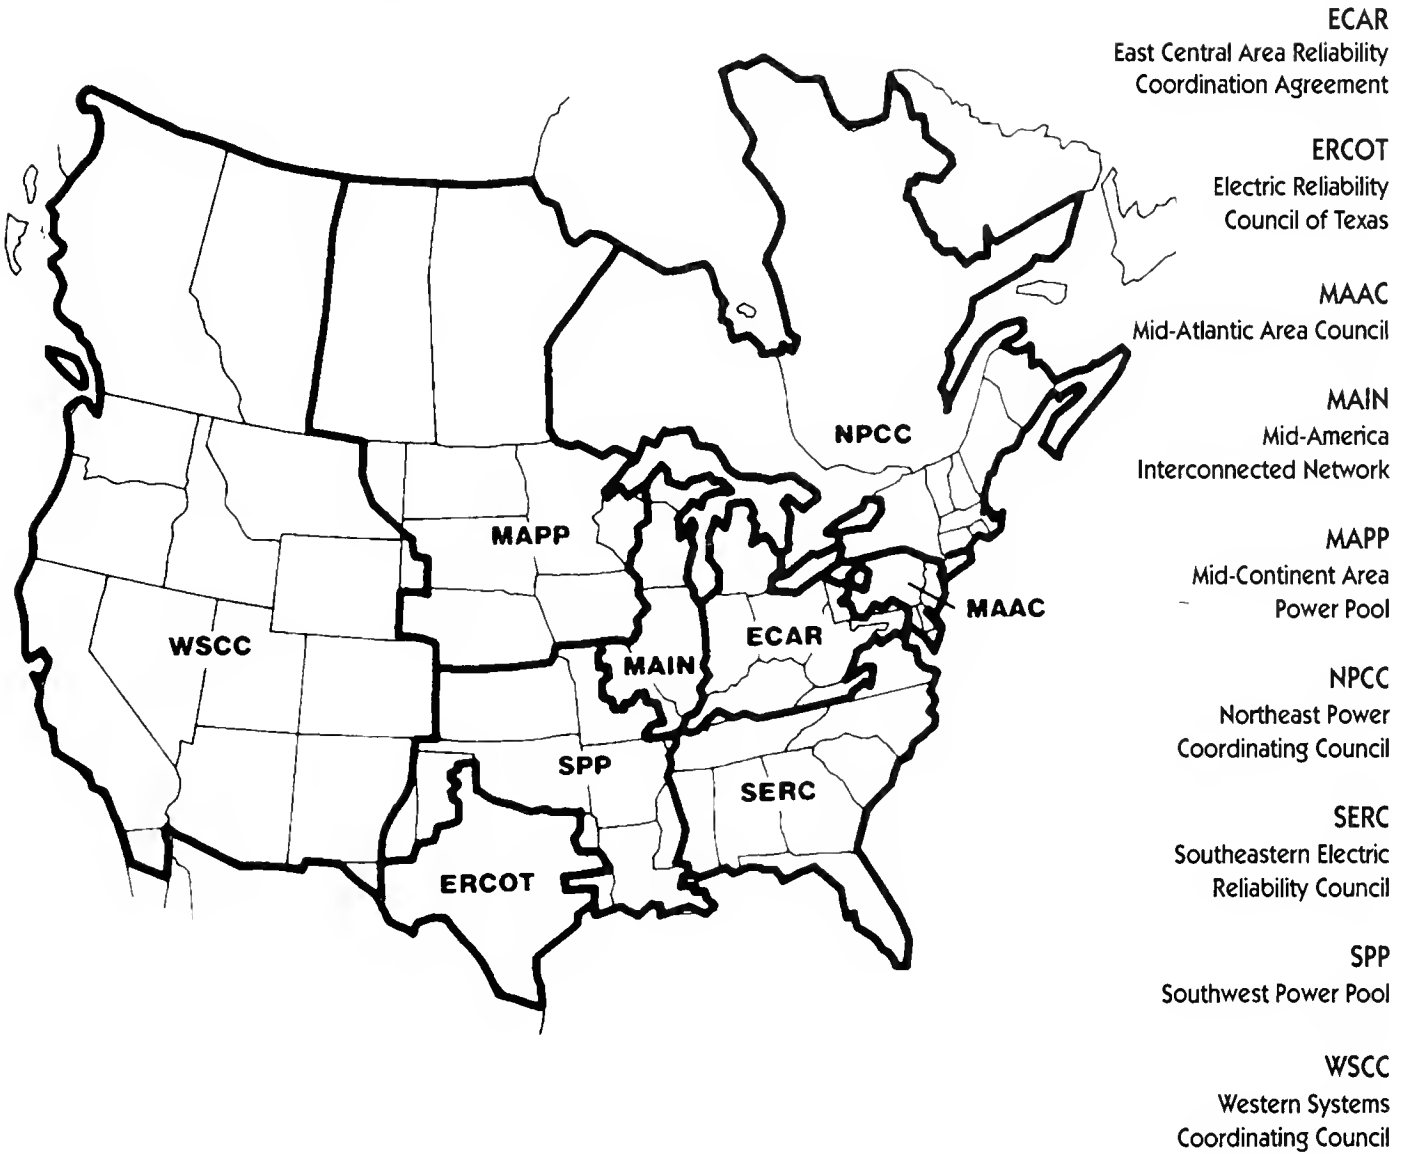 NPCC
MAPP
MAAC
ECAR
WSCC
MAIN
SPP
SERC
ERCOT
ECAR
East Central Area Reliability
Coordination Agreement
ERCOT
Electric Reliability
Council of Texas
MAAC
Mid-Atlantic Area Council
MAIN
Mid-America
Interconnected Network
MAPP
Mid-Continent Area
Power Pool
NPCC
Northeast Power
Coordinating Council
SERC
Southeastern Electric
Reliability Council
SPP
Southwest Power Pool
WSCC
Western Systems
Coordinating Council